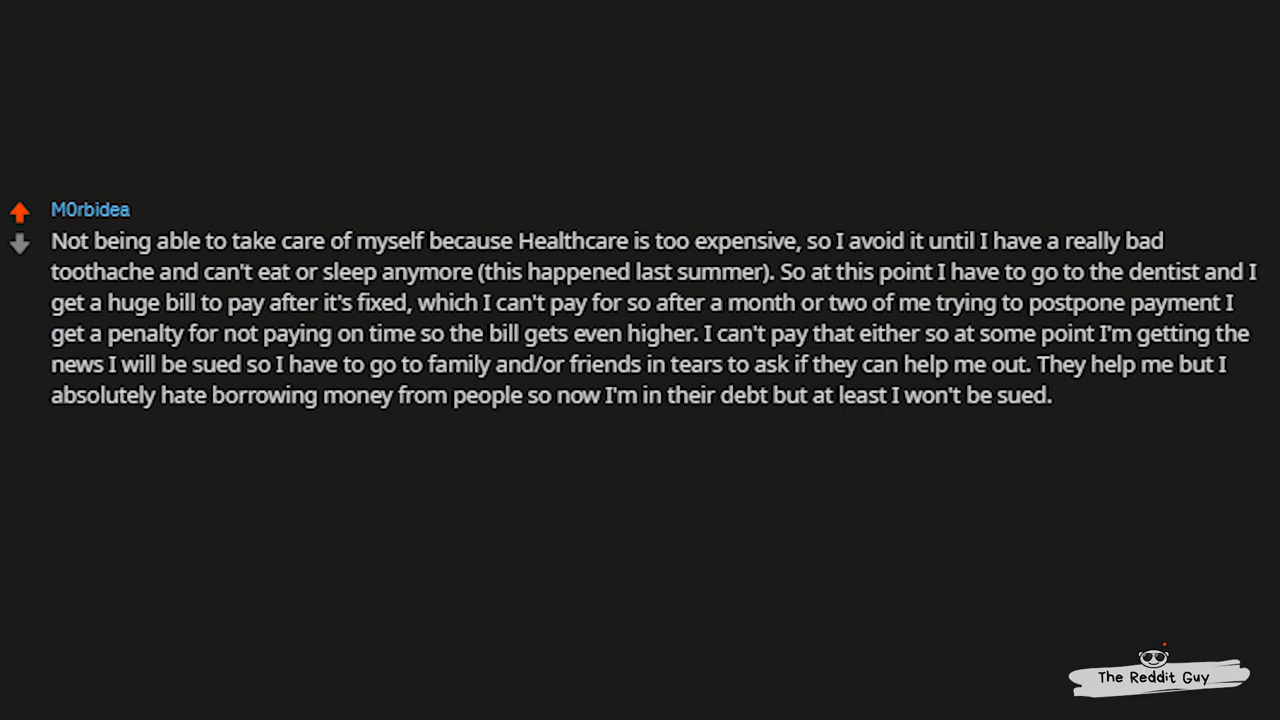 M0rbidea
Not being able to take care of myself because Healthcare is too expensive, so I avoid it until I have a really bad
toothache and can't eat or sleep anymore (this happened last summer). So at this point I have to go to the dentist and I
get a huge bill to pay after it's fixed, which I can't pay for so after a month or two of me trying to postpone payment I
get a penalty for not paying on time so the bill gets even higher. I can't pay that either so at some point I'm getting the
news I will be sued so I have to go to family and/or friends in tears to ask if they can help me out. They help me but I
absolutely hate borrowing money from people so now I'm in their debt but at least I won't be sued.
The Reddit Guy